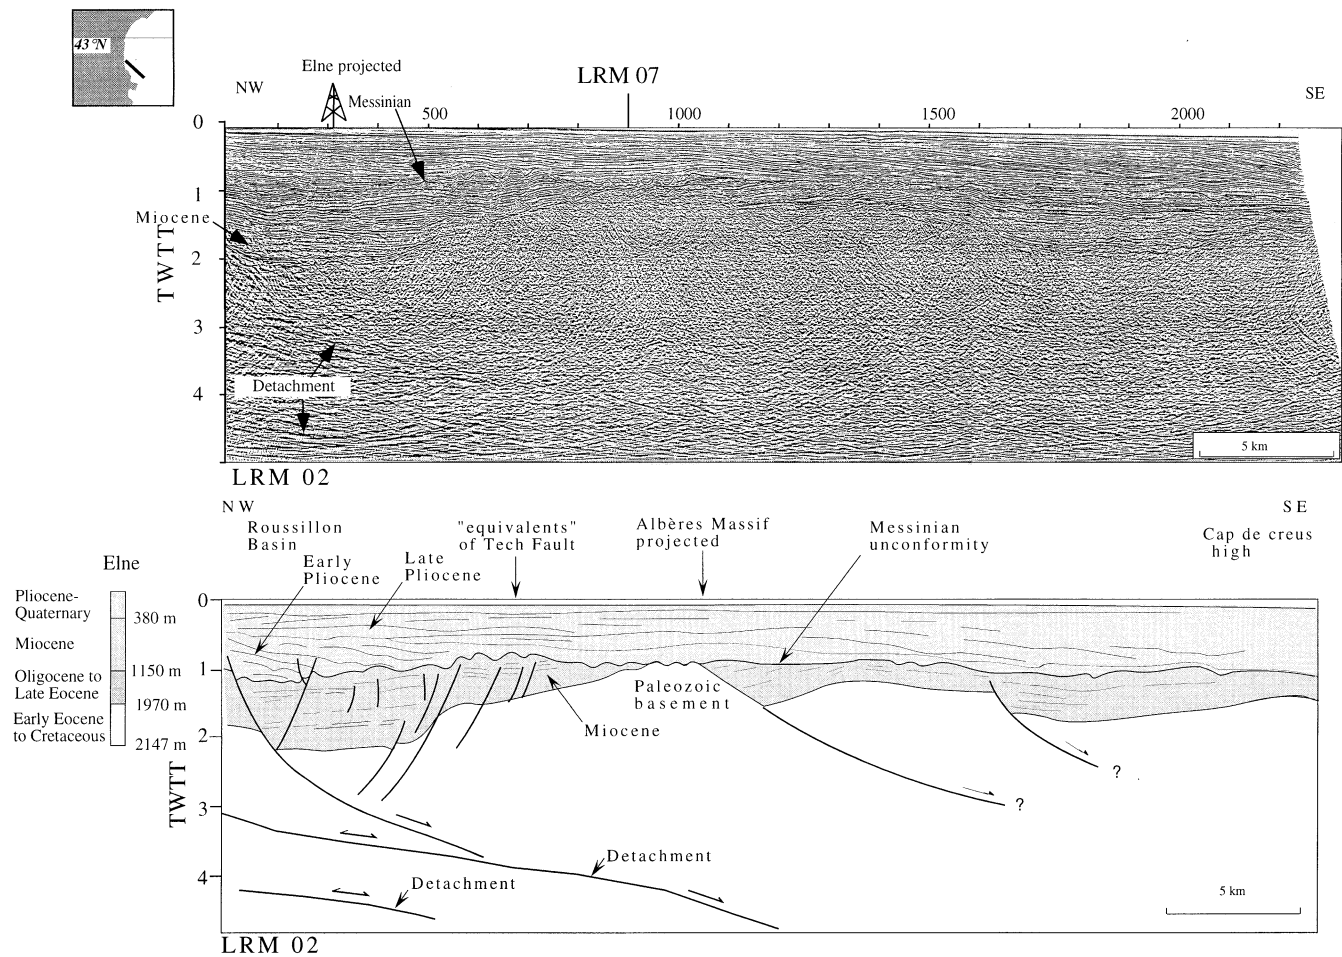 43°N
Elne projected
NW
Messinian
LRM 07
SE
500
1000
1500
2000
0
1
2
3
4
Miocene
TWTT
Detachment
5 km
LRM 02
NW
SE
Roussillon
Basin
Early
Pliocene
Late
Pliocene
"equivalents"
of Tech Fault
Albères Massif
projected
Messinian
unconformity
Cap de creus
high
Elne
Pliocene-
Quaternary
380 m
Miocene
1150 m
Oligocene to
Late Eocene
1970 m
Early Eocene
to Cretaceous
2147 m
0
1
2
3
4
TWTT
Paleozoic
basement
Miocene
?
?
Detachment
Detachment
5 km
LRM 02